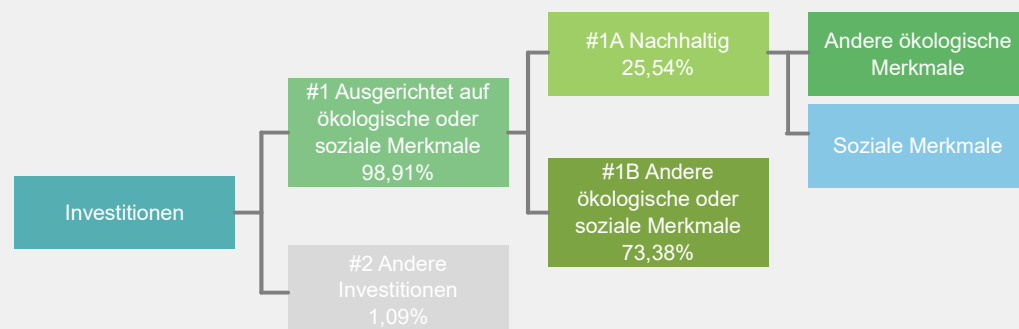 Investitionen
#1 Ausgerichtet auf
ökologische oder
soziale Merkmale
98,91%
#2 Andere
Investitionen
1,09%
#1A Nachhaltig
25,54%
#1B Andere
ökologische oder
soziale Merkmale
73,38%
Andere ökologische
Merkmale
Soziale Merkmale